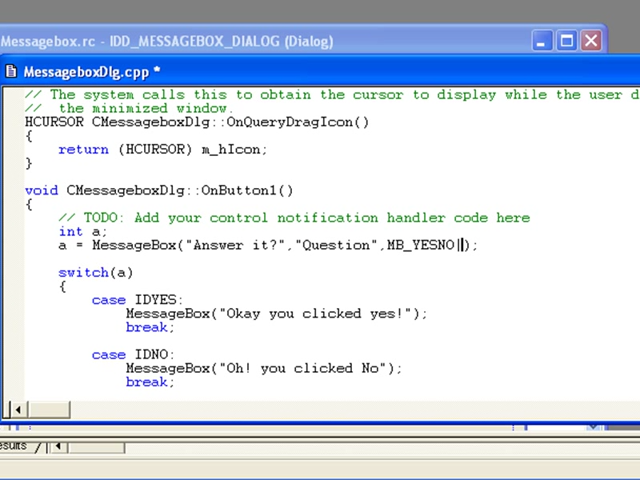 Messagebox.rc - IDD_MESSAGEBOX_DIALOG (Dialog)
MessageboxDlg.cpp *
// The system calls this to obtain the cursor to display while the user d
//  the minimized window.
HCURSOR CMessageboxDlg::OnQueryDragIcon()
{
return (HCURSOR) m_hIcon;
}
void CMessageboxDlg::OnButton1()
{
// TODO: Add your control notification handler code here
int a;
a = MessageBox("Answer it?","Question",MB_YESNO|);
switch(a)
{
case IDYES:
MessageBox("Okay you clicked yes!");
break;
case IDNO:
MessageBox("Oh! you clicked No");
break;
esults